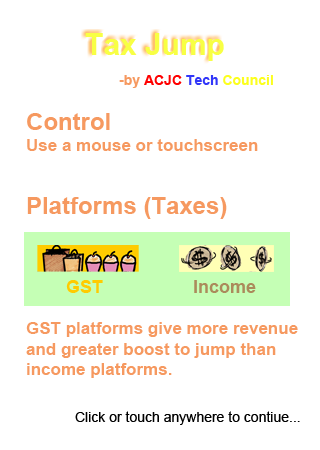 Tax Jump
-by ACJC Tech Council
Control
Use a mouse or touchscreen
Platforms (Taxes)
GST Income
GST platforms give more revenue
and greater boost to jump than
income platforms.
Click or touch anywhere to contiue...